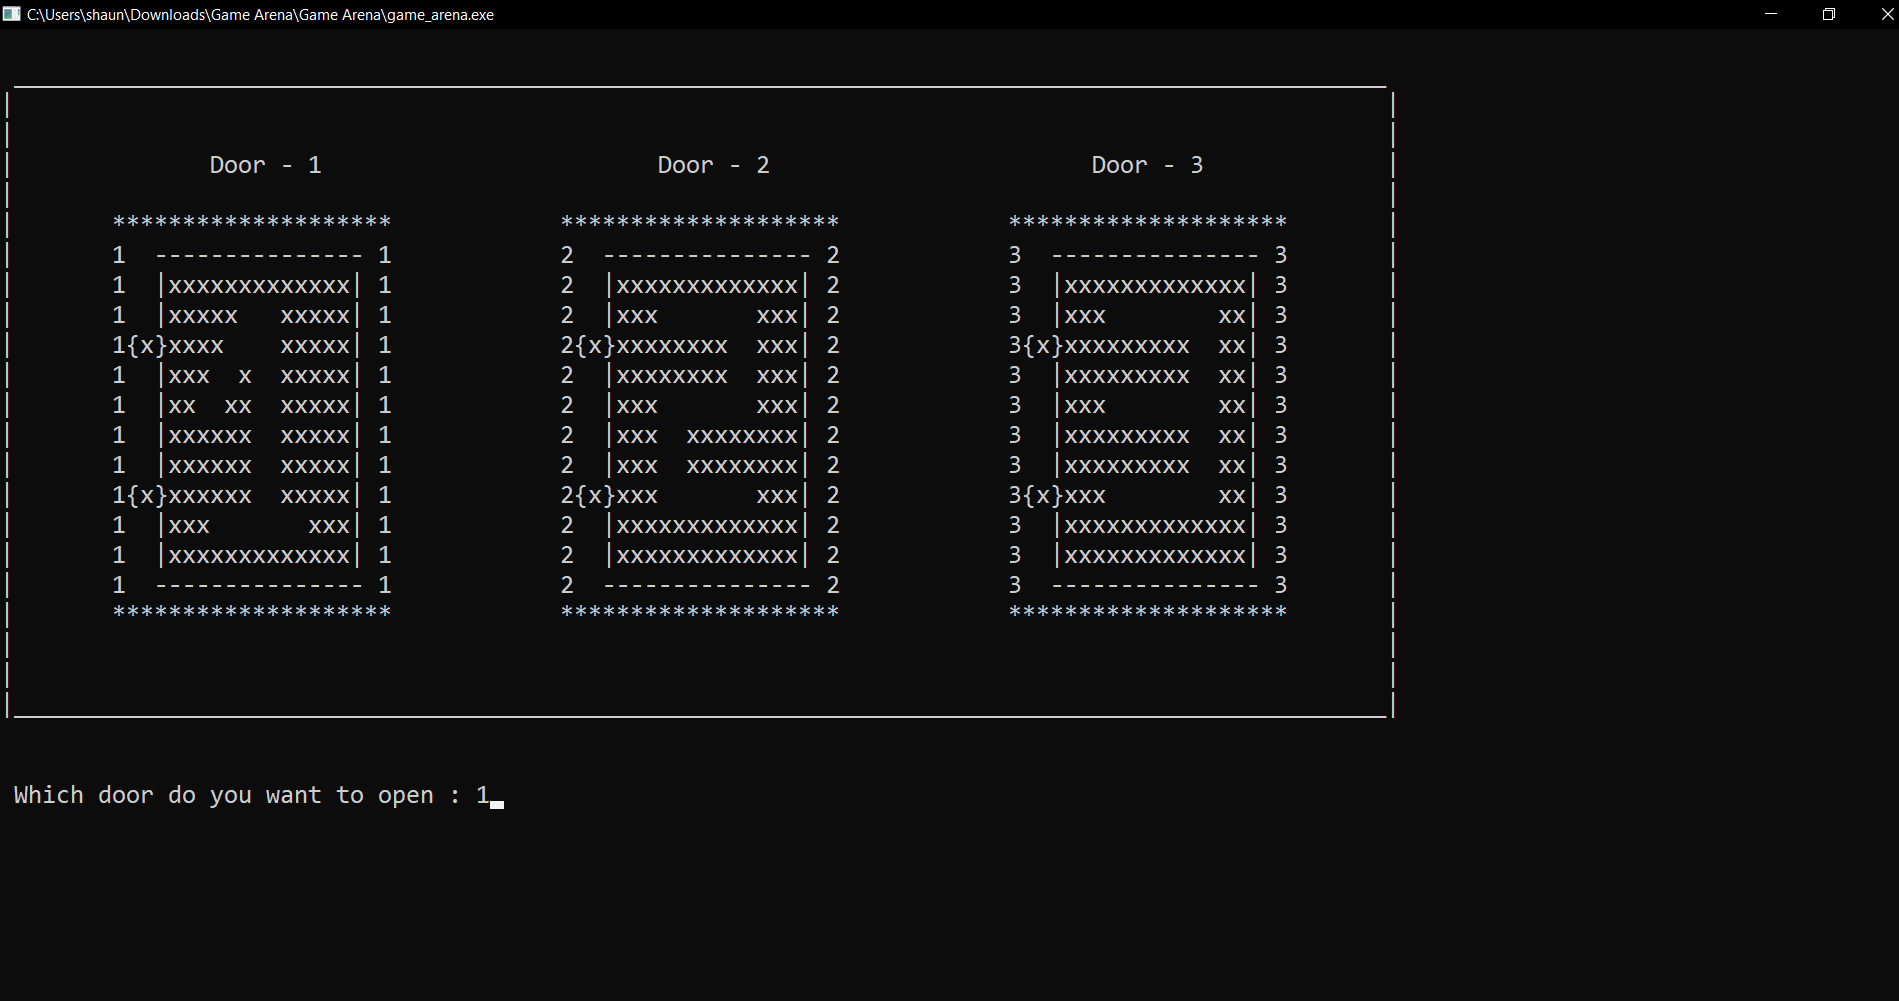 C:\Users\shaun\Downloads\Game Arena\Game Arena\game_arena.exe
Door - 1                        Door - 2                       Door - 3
********************            ********************            ********************
1  --------------- 1            2  --------------- 2            3  --------------- 3
1  |xxxxxxxxxxxxx| 1            2  |xxxxxxxxxxxxx| 2            3  |xxxxxxxxxxxxx| 3
1  |xxxxx   xxxxx| 1            2  |xxx       xxx| 2            3  |xxx        xx| 3
1{x}xxxx    xxxxx| 1            2{x}xxxxxxxx  xxx| 2            3{x}xxxxxxxxx  xx| 3
1  |xxx  x  xxxxx| 1            2  |xxxxxxxx  xxx| 2            3  |xxxxxxxxx  xx| 3
1  |xx  xx  xxxxx| 1            2  |xxx       xxx| 2            3  |xxx        xx| 3
1  |xxxxxx  xxxxx| 1            2  |xxx  xxxxxxxx| 2            3  |xxxxxxxxx  xx| 3
1  |xxxxxx  xxxxx| 1            2  |xxx  xxxxxxxx| 2            3  |xxxxxxxxx  xx| 3
1{x}xxxxxx  xxxxx| 1            2{x}xxx       xxx| 2            3{x}xxx        xx| 3
1  |xxx       xxx| 1            2  |xxxxxxxxxxxxx| 2            3  |xxxxxxxxxxxxx| 3
1  |xxxxxxxxxxxxx| 1            2  |xxxxxxxxxxxxx| 2            3  |xxxxxxxxxxxxx| 3
1  --------------- 1            2  --------------- 2            3  --------------- 3
********************            ********************            ********************
Which door do you want to open : 1